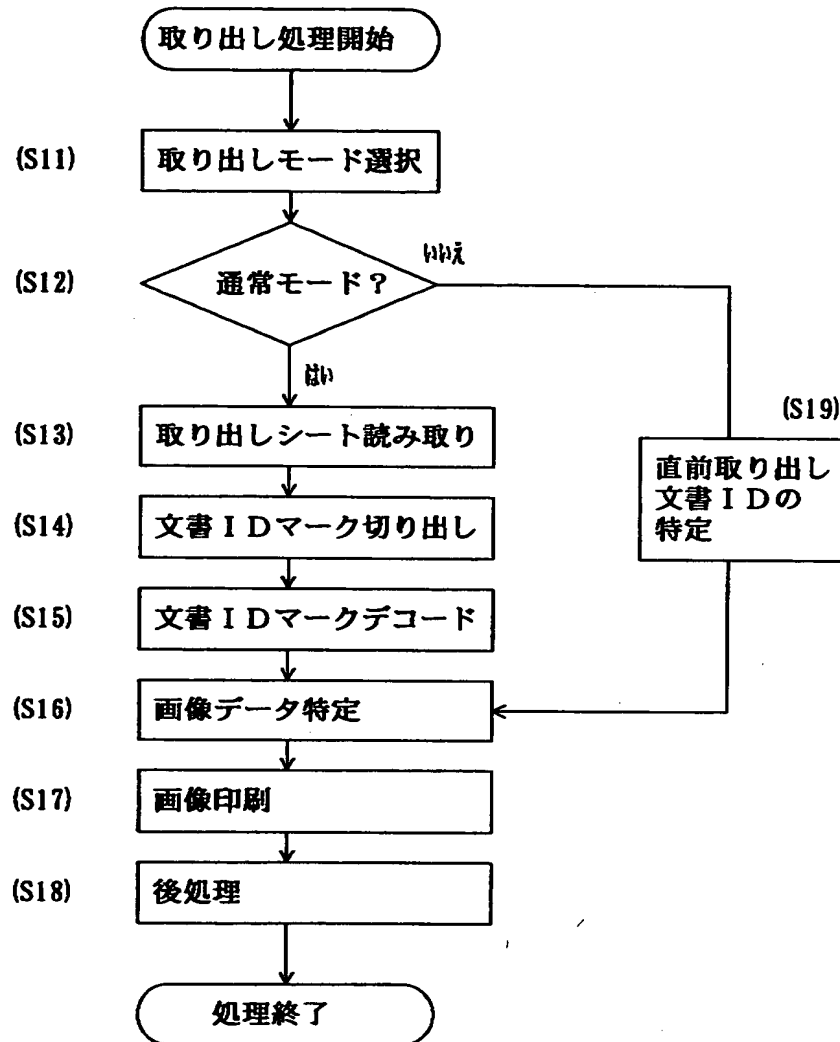 取り出し処理開始
(S11) 取り出しモード選択
(S12) 通常モード？
いいえ
はい
(S13) 取り出しシート読み取り
(S19)
直前取り出し
文書ＩＤの
特定
(S14) 文書ＩＤマーク切り出し
(S15) 文書ＩＤマークデコード
(S16) 画像データ特定
(S17) 画像印刷
(S18) 後処理
処理終了